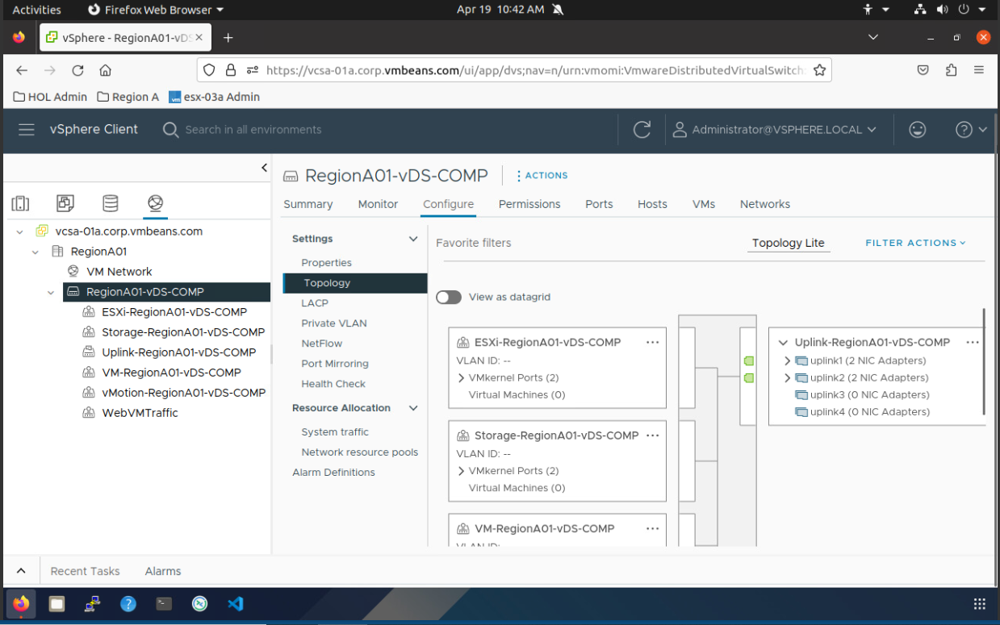 Activities Firefox Web Browser Apr 19 10:42 AM
vSphere - RegionA01-vDS
https://vcsa-01a.corp.vmbeans.com/ui/app/dvs;nav=n/urn:vmomi:VmwareDistributedVirtualSwitch:
HOL Admin Region A esx-03a Admin
vSphere Client Search in all environments Administrator@VSPHERE.LOCAL
RegionA01-vDS-COMP ACTIONS
Summary Monitor Configure Permissions Ports Hosts VMs Networks
vcsa-01a.corp.vmbeans.com
RegionA01
VM Network
RegionA01-vDS-COMP
ESXi-RegionA01-vDS-COMP
Storage-RegionA01-vDS-COMP
Uplink-RegionA01-vDS-COMP
VM-RegionA01-vDS-COMP
vMotion-RegionA01-vDS-COMP
WebVMTraffic
Settings
Properties
Topology
LACP
Private VLAN
NetFlow
Port Mirroring
Health Check
Resource Allocation
System traffic
Network resource pools
Alarm Definitions
Favorite filters Topology Lite FILTER ACTIONS
View as datagrid
ESXi-RegionA01-vDS-COMP ...
VLAN ID: --
VMkernel Ports (2)
Virtual Machines (0)
Storage-RegionA01-vDS-COMP ...
VLAN ID: --
VMkernel Ports (2)
Virtual Machines (0)
VM-RegionA01-vDS-COMP ...
VLAN ID:
Uplink-RegionA01-vDS-COMP ...
uplink1 (2 NIC Adapters)
uplink2 (2 NIC Adapters)
uplink3 (0 NIC Adapters)
uplink4 (0 NIC Adapters)
Recent Tasks Alarms